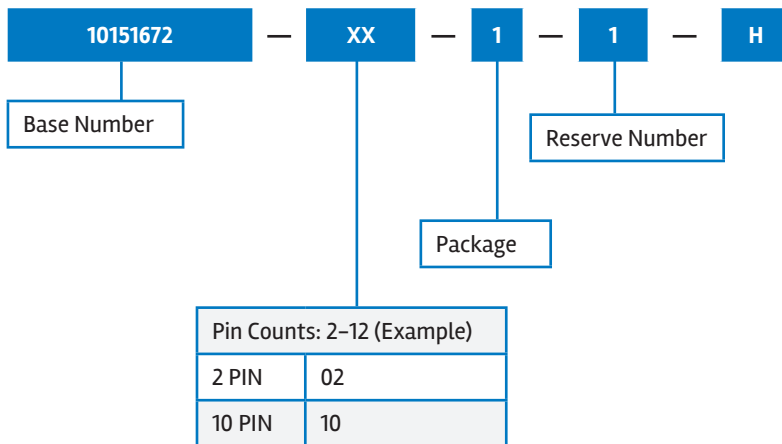 10151672 — XX — 1 — 1 — H
Base Number
Reserve Number
Package
Pin Counts: 2–12 (Example)
2 PIN 02
10 PIN 10